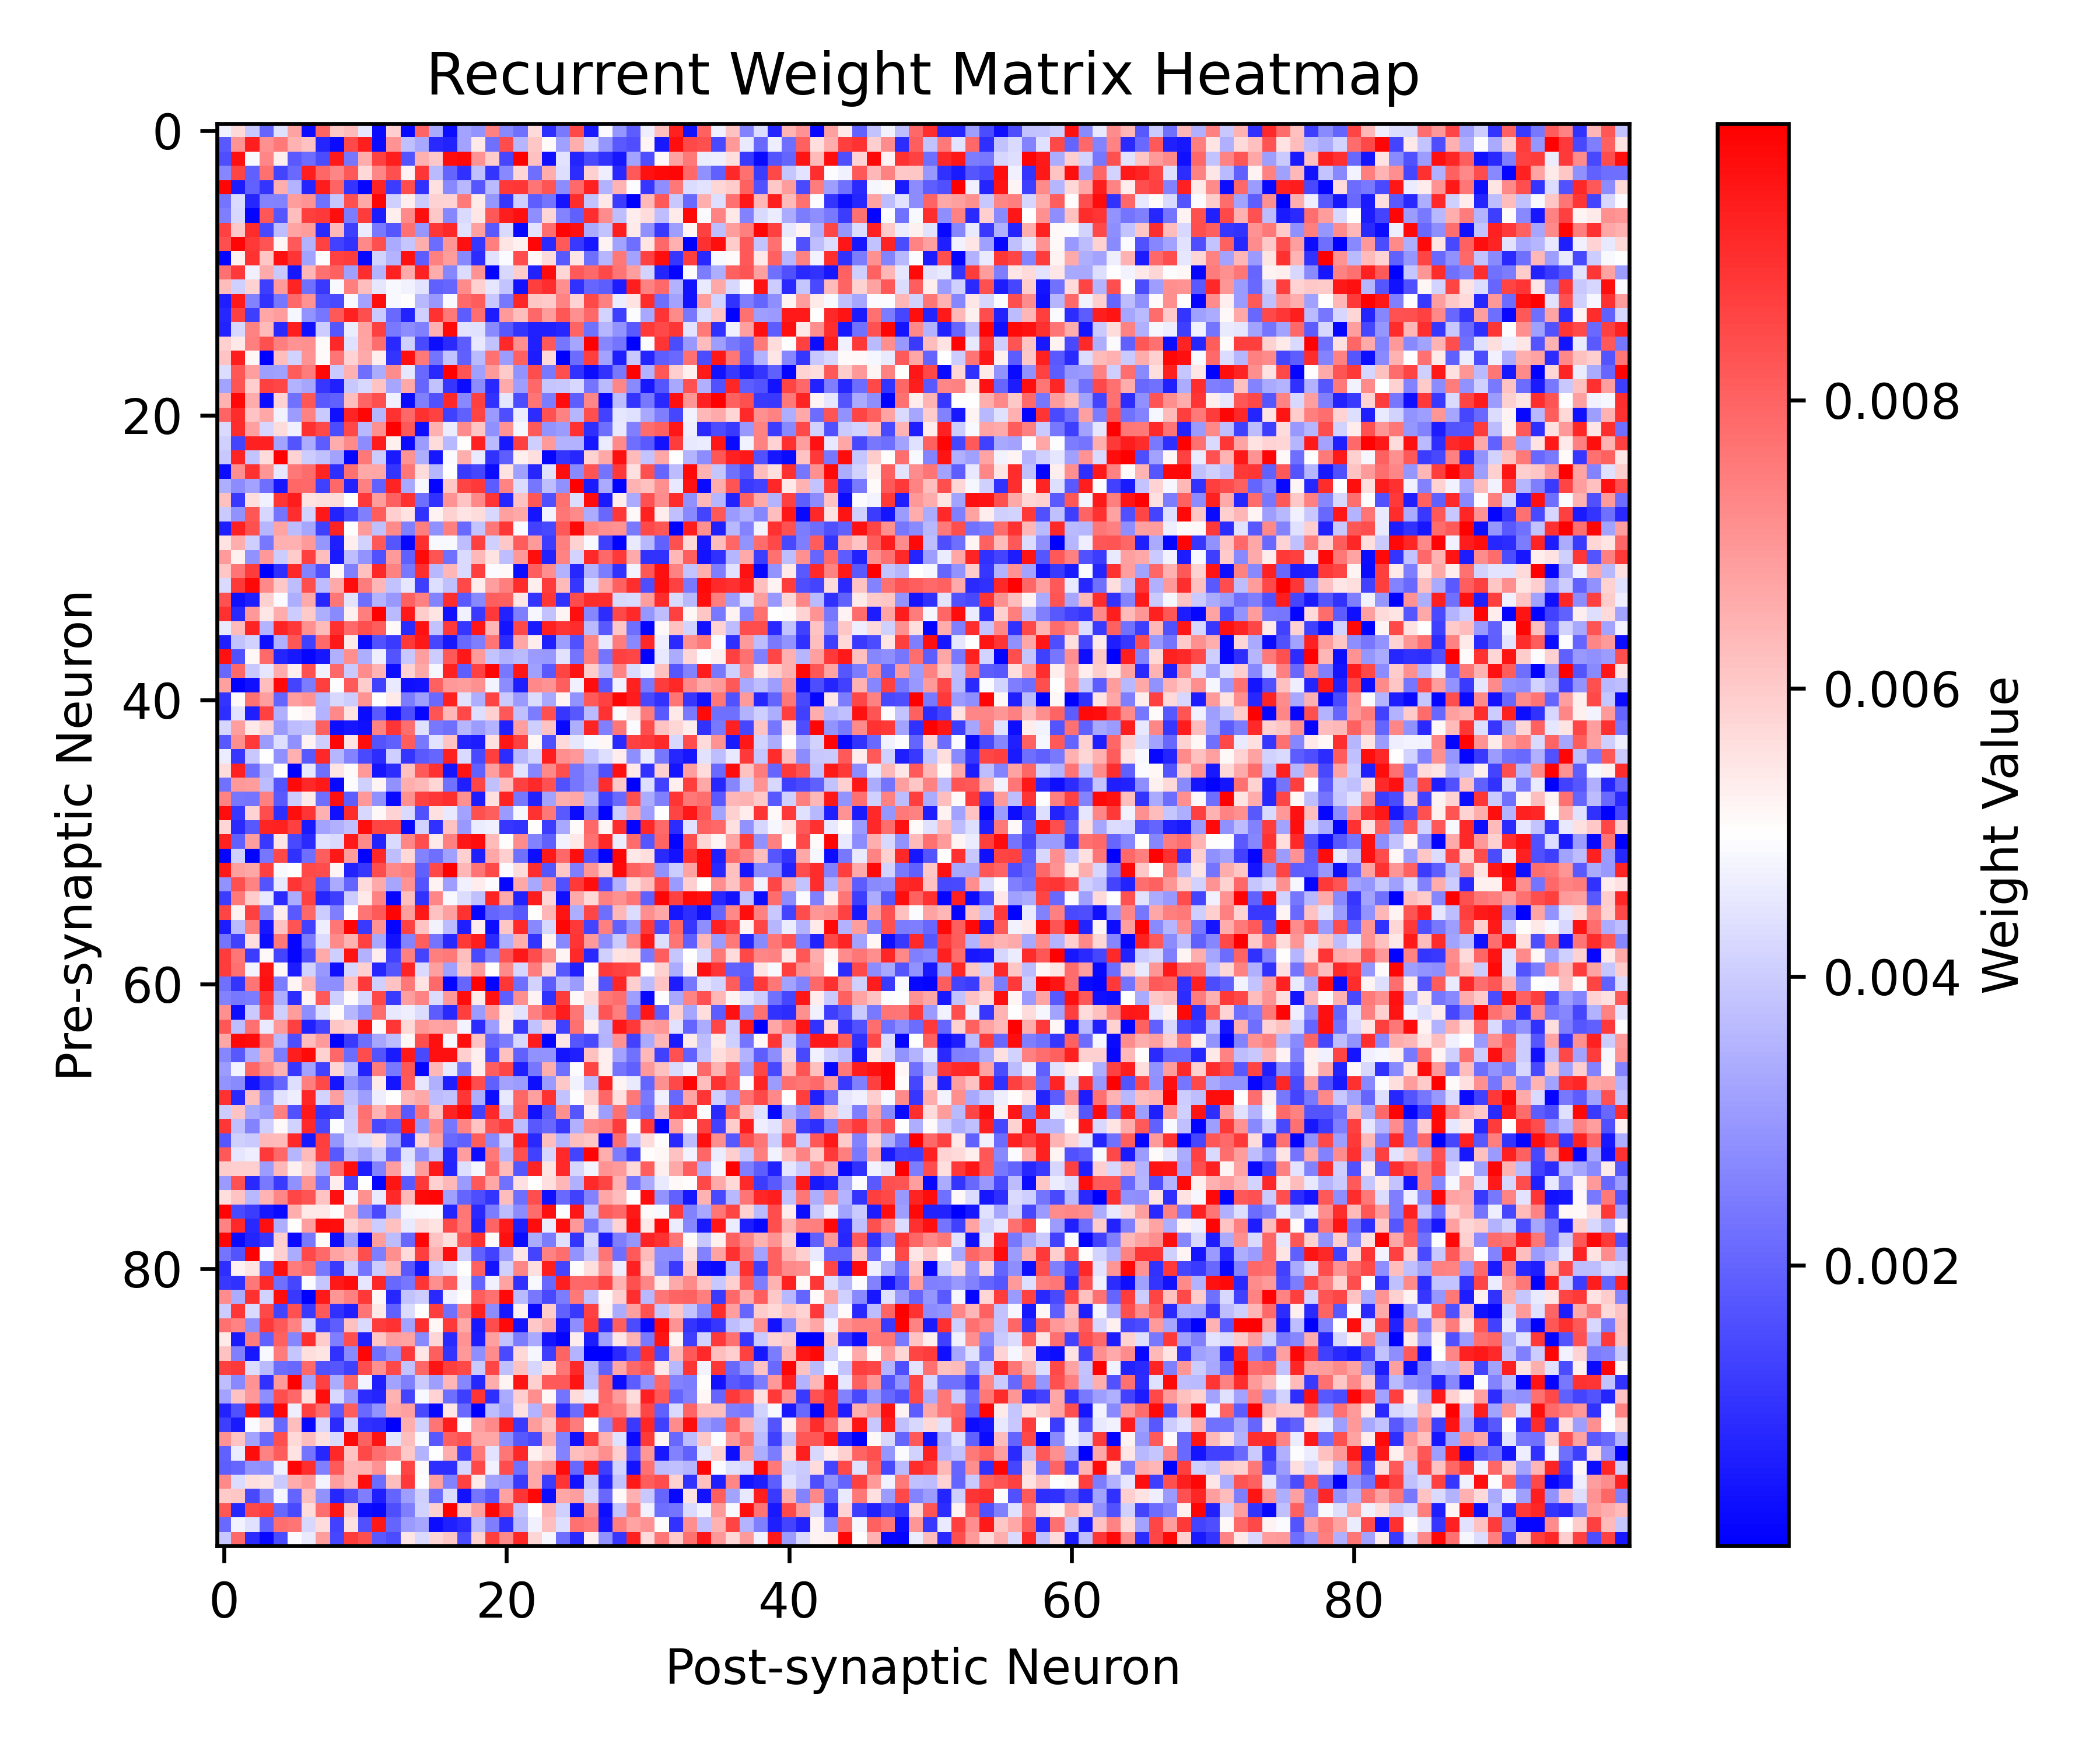 Recurrent Weight Matrix Heatmap
0
20
40
60
80
Pre-synaptic Neuron
0 20 40 60 80
Post-synaptic Neuron
0.008
0.006
0.004
0.002
Weight Value